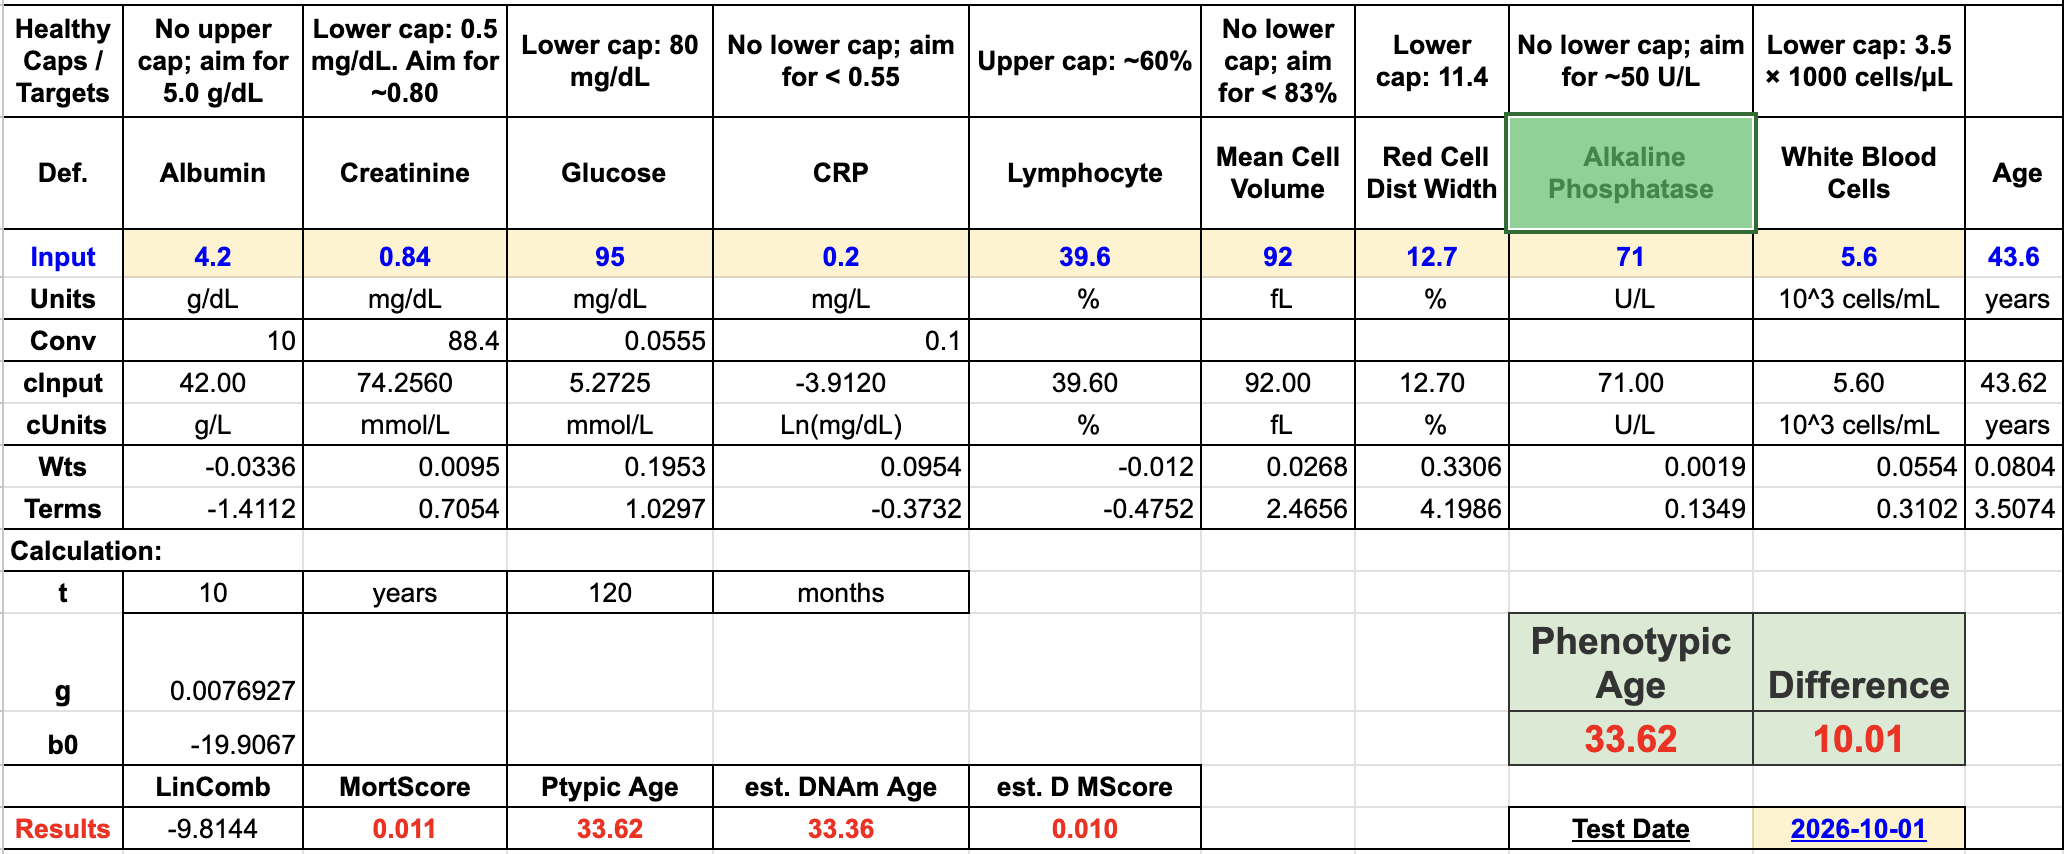 Healthy Caps / Targets	No upper cap; aim for 5.0 g/dL	Lower cap: 0.5 mg/dL. Aim for ~0.80	Lower cap: 80 mg/dL	No lower cap; aim for < 0.55	Upper cap: ~60%	No lower cap; aim for < 83%	Lower cap: 11.4	No lower cap; aim for ~50 U/L	Lower cap: 3.5 × 1000 cells/µL
Def.	Albumin	Creatinine	Glucose	CRP	Lymphocyte	Mean Cell Volume	Red Cell Dist Width	Alkaline Phosphatase	White Blood Cells	Age
Input	4.2	0.84	95	0.2	39.6	92	12.7	71	5.6	43.6
Units	g/dL	mg/dL	mg/dL	mg/L	%	fL	%	U/L	10^3 cells/mL	years
Conv	10	88.4	0.0555	0.1
cInput	42.00	74.2560	5.2725	-3.9120	39.60	92.00	12.70	71.00	5.60	43.62
cUnits	g/L	mmol/L	mmol/L	Ln(mg/dL)	%	fL	%	U/L	10^3 cells/mL	years
Wts	-0.0336	0.0095	0.1953	0.0954	-0.012	0.0268	0.3306	0.0019	0.0554	0.0804
Terms	-1.4112	0.7054	1.0297	-0.3732	-0.4752	2.4656	4.1986	0.1349	0.3102	3.5074
Calculation:
t	10	years	120	months
Phenotypic Age	Difference
g	0.0076927
b0	-19.9067	33.62	10.01
LinComb	MortScore	Ptypic Age	est. DNAm Age	est. D MScore
Results	-9.8144	0.011	33.62	33.36	0.010	Test Date	2026-10-01